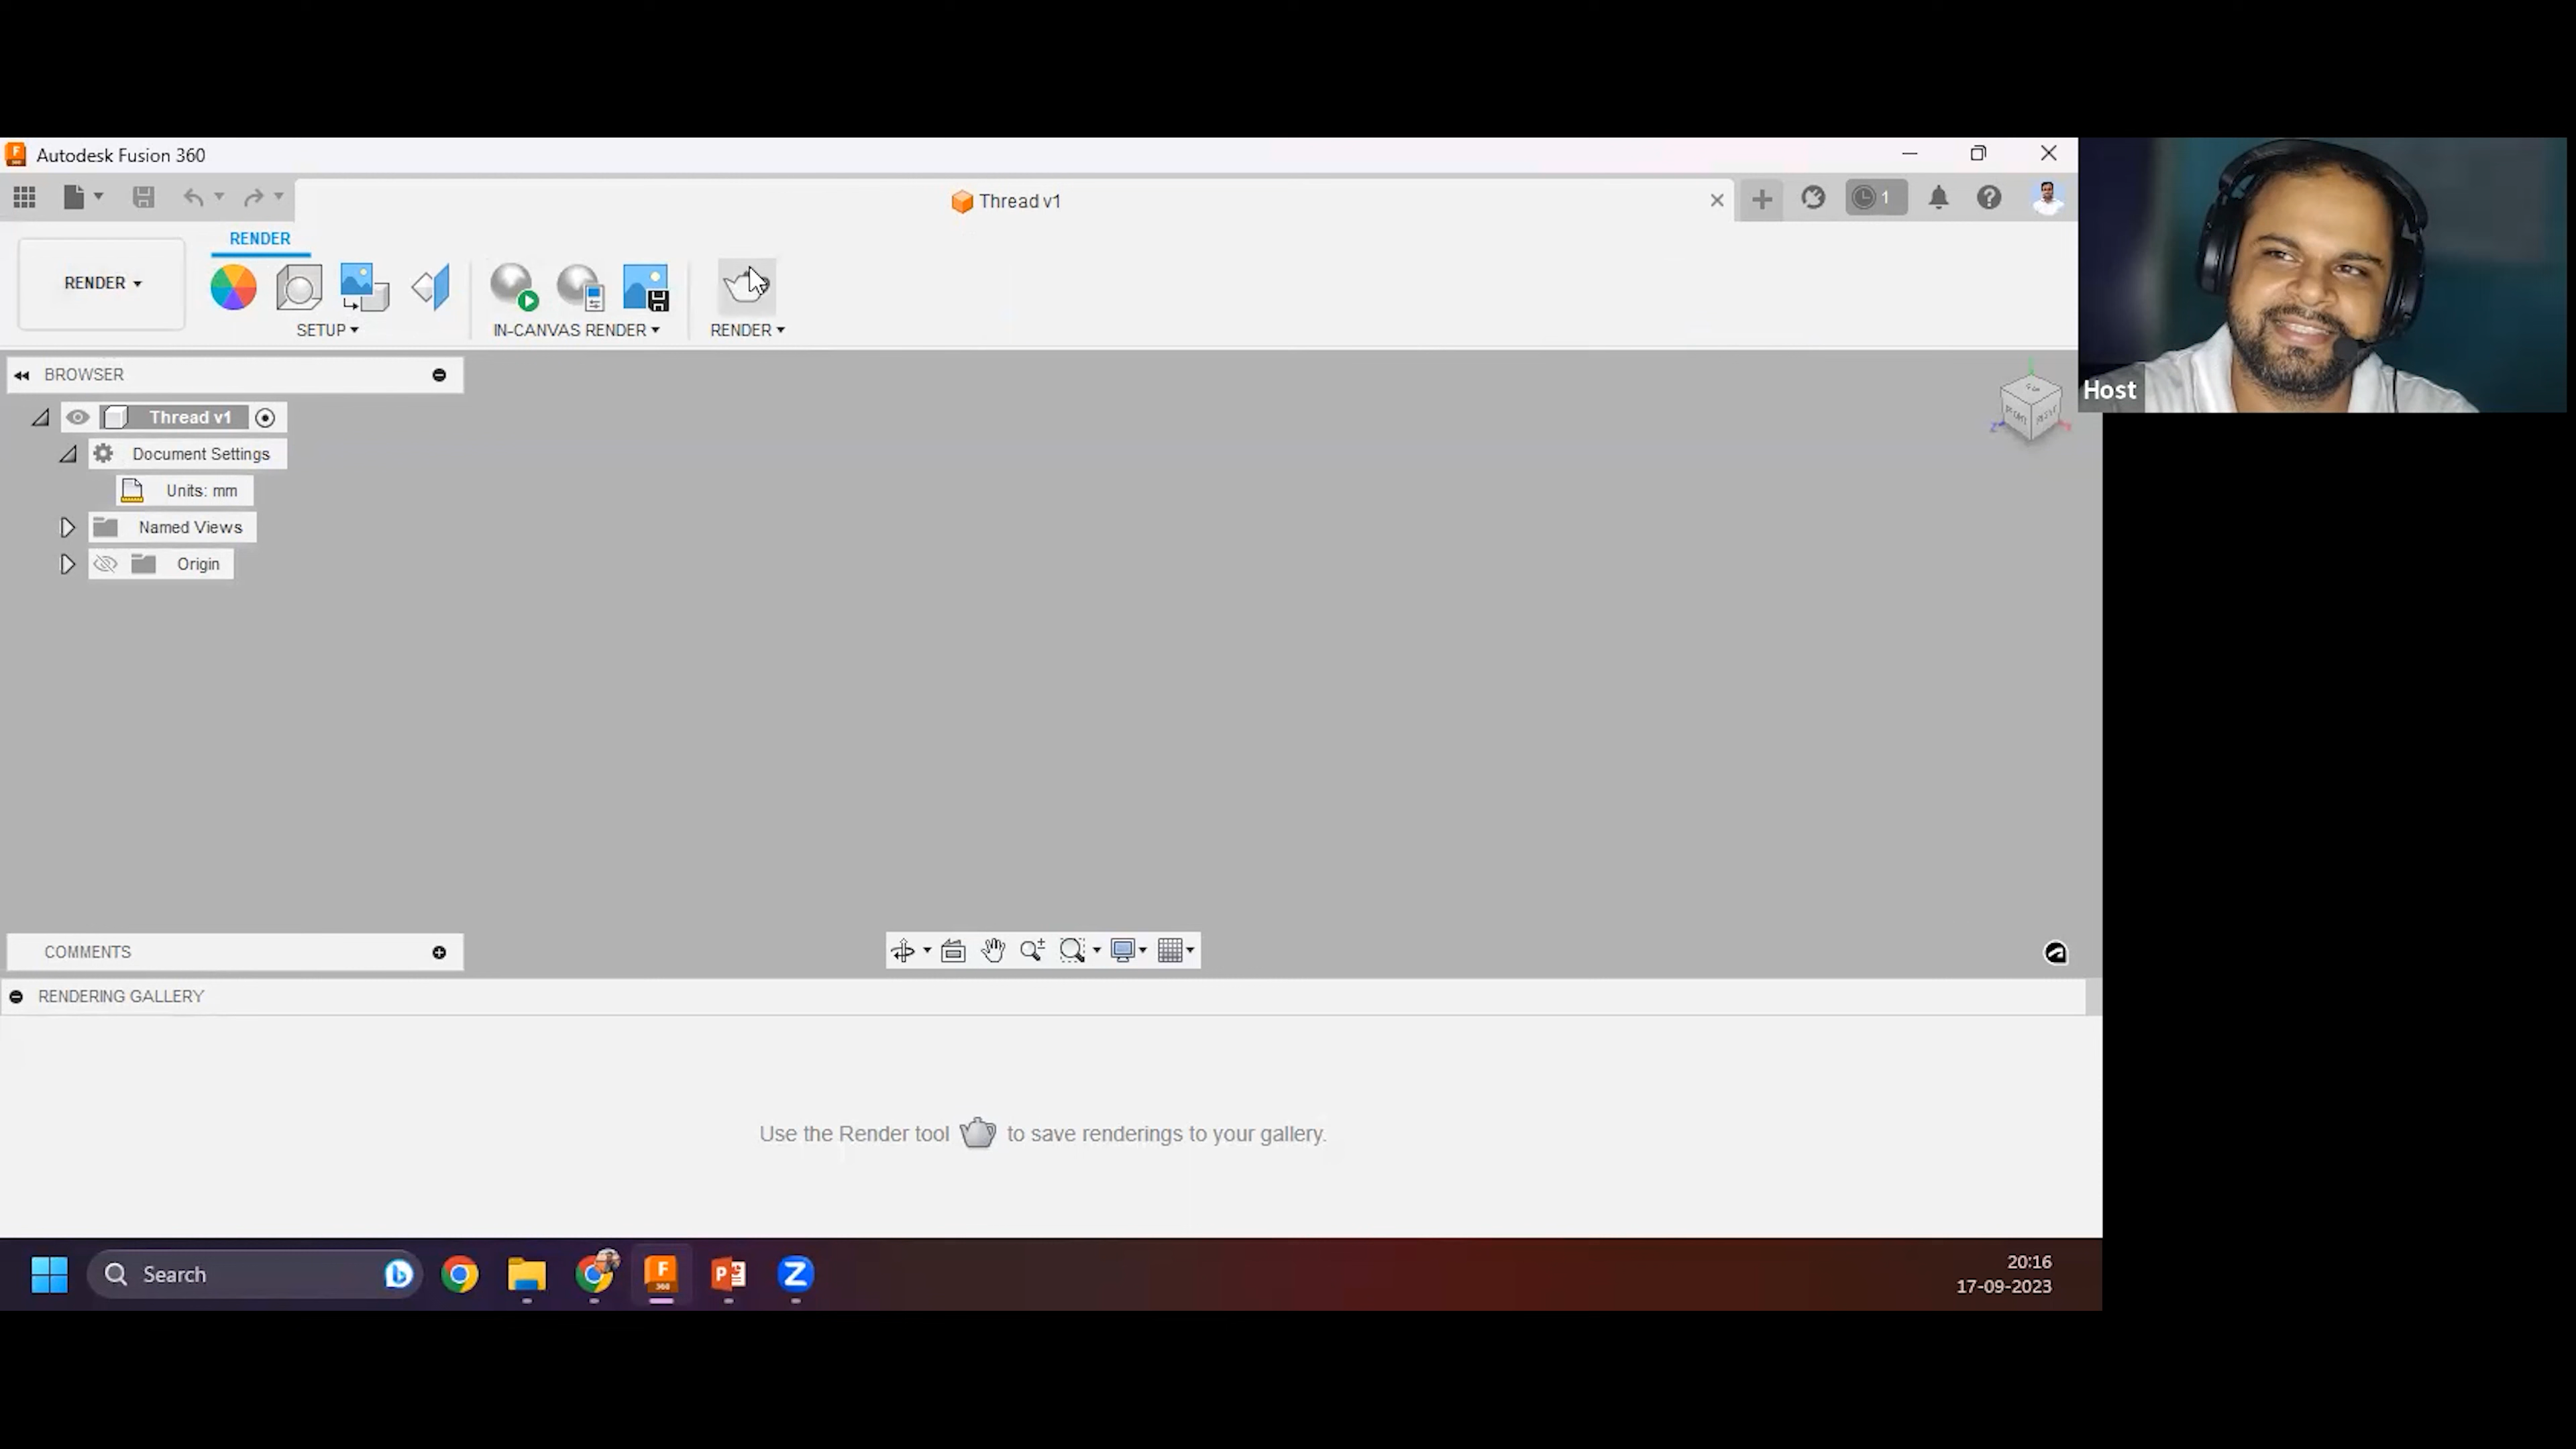 Autodesk Fusion 360
Thread v1
1
RENDER
RENDER
SETUP
IN-CANVAS RENDER
RENDER
BROWSER
Thread v1
Document Settings
Units: mm
Named Views
Origin
Host
COMMENTS
RENDERING GALLERY
Use the Render tool to save renderings to your gallery.
Search
20:16
17-09-2023